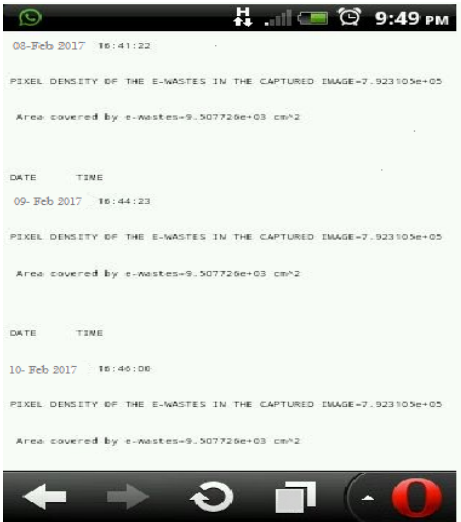 H 9:49 PM
08-Feb 2017 16:41:22
PIXEL DENSITY OF THE E-WASTES IN THE CAPTURED IMAGE=7.923105e+05
Area covered by e-wastes=9.507726e+03 cm^2
DATE TIME
09- Feb 2017 16:44:23
PIXEL DENSITY OF THE E-WASTES IN THE CAPTURED IMAGE=7.923105e+05
Area covered by e-wastes=9.507726e+03 cm^2
DATE TIME
10- Feb 2017 16:46:00
PIXEL DENSITY OF THE E-WASTES IN THE CAPTURED IMAGE=7.923105e+05
Area covered by e-wastes=9.507726e+03 cm^2